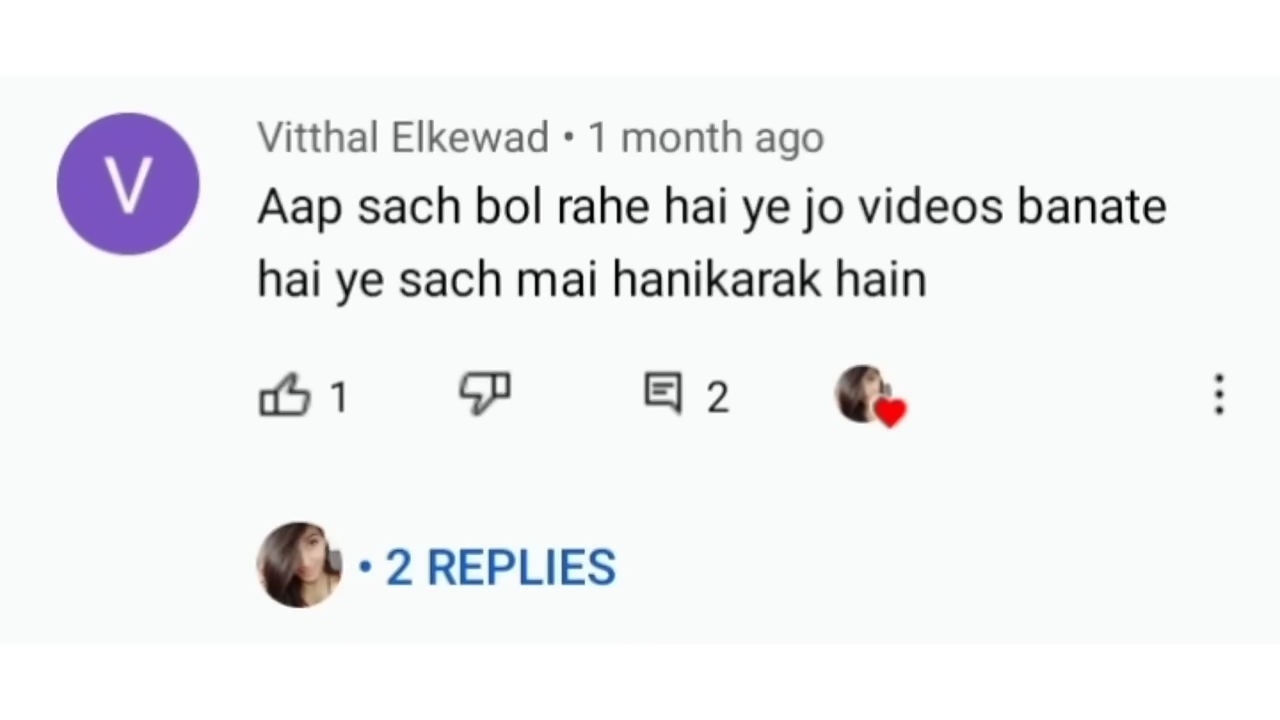 V
Vitthal Elkewad • 1 month ago
Aap sach bol rahe hai ye jo videos banate
hai ye sach mai hanikarak hain
1 2
• 2 REPLIES